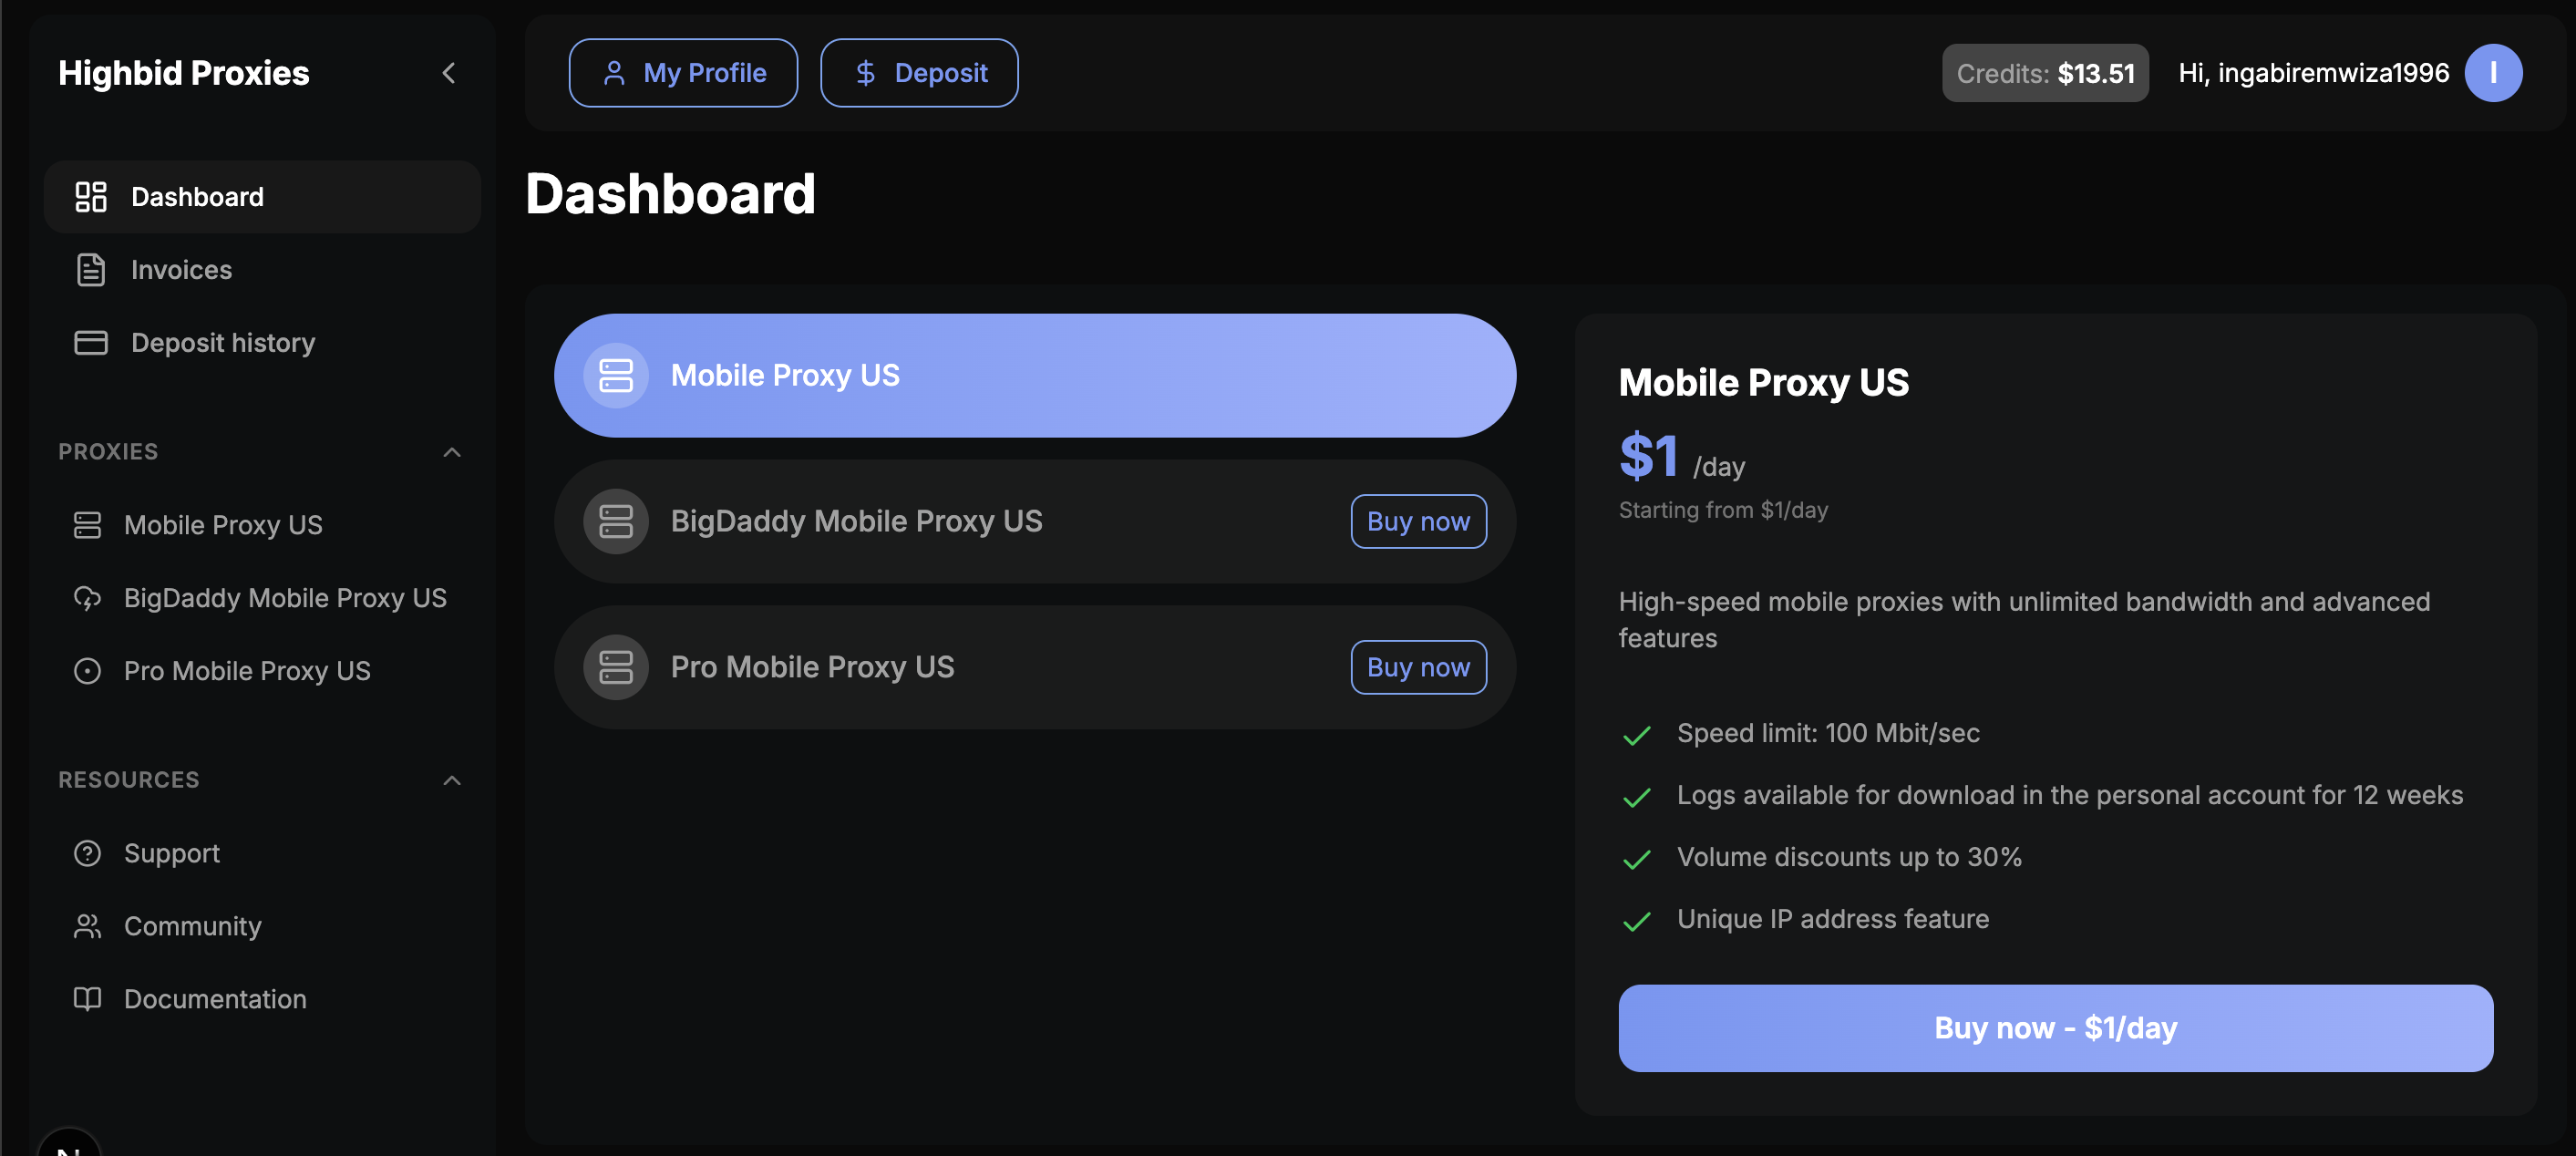 Highbid Proxies
Dashboard
Invoices
Deposit history
PROXIES
Mobile Proxy US
BigDaddy Mobile Proxy US
Pro Mobile Proxy US
RESOURCES
Support
Community
Documentation
My Profile
Deposit
Credits: $13.51
Hi, ingabiremwiza1996
I
Dashboard
Mobile Proxy US
BigDaddy Mobile Proxy US
Buy now
Pro Mobile Proxy US
Buy now
Mobile Proxy US
$1 /day
Starting from $1/day
High-speed mobile proxies with unlimited bandwidth and advanced
features
Speed limit: 100 Mbit/sec
Logs available for download in the personal account for 12 weeks
Volume discounts up to 30%
Unique IP address feature
Buy now - $1/day